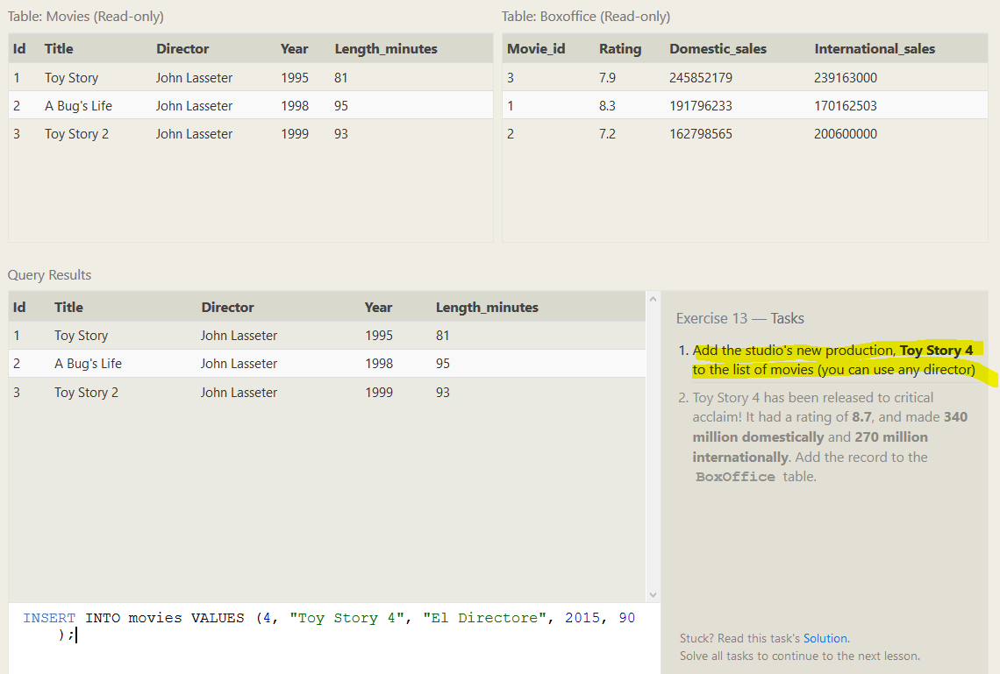 Table: Movies (Read-only)
Id Title Director Year Length_minutes
1 Toy Story John Lasseter 1995 81
2 A Bug's Life John Lasseter 1998 95
3 Toy Story 2 John Lasseter 1999 93
Table: Boxoffice (Read-only)
Movie_id Rating Domestic_sales International_sales
3 7.9 245852179 239163000
1 8.3 191796233 170162503
2 7.2 162798565 200600000
Query Results
Id Title Director Year Length_minutes
1 Toy Story John Lasseter 1995 81
2 A Bug's Life John Lasseter 1998 95
3 Toy Story 2 John Lasseter 1999 93
INSERT INTO movies VALUES (4, "Toy Story 4", "El Directore", 2015, 90
);
Exercise 13 — Tasks
1. Add the studio's new production, Toy Story 4
to the list of movies (you can use any director)
2. Toy Story 4 has been released to critical
acclaim! It had a rating of 8.7, and made 340
million domestically and 270 million
internationally. Add the record to the
BoxOffice table.
Stuck? Read this task's Solution.
Solve all tasks to continue to the next lesson.